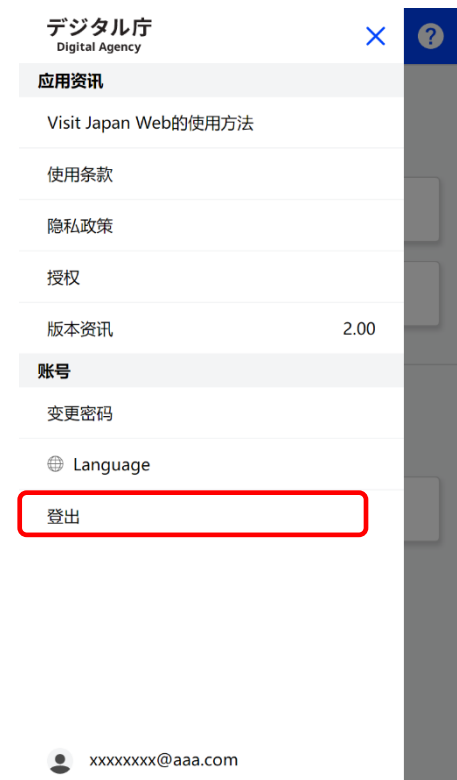 デジタル庁
Digital Agency
?
应用资讯
Visit Japan Web的使用方法
使用条款
隐私政策
授权
版本资讯 2.00
账号
变更密码
Language
登出
xxxxxxxx@aaa.com